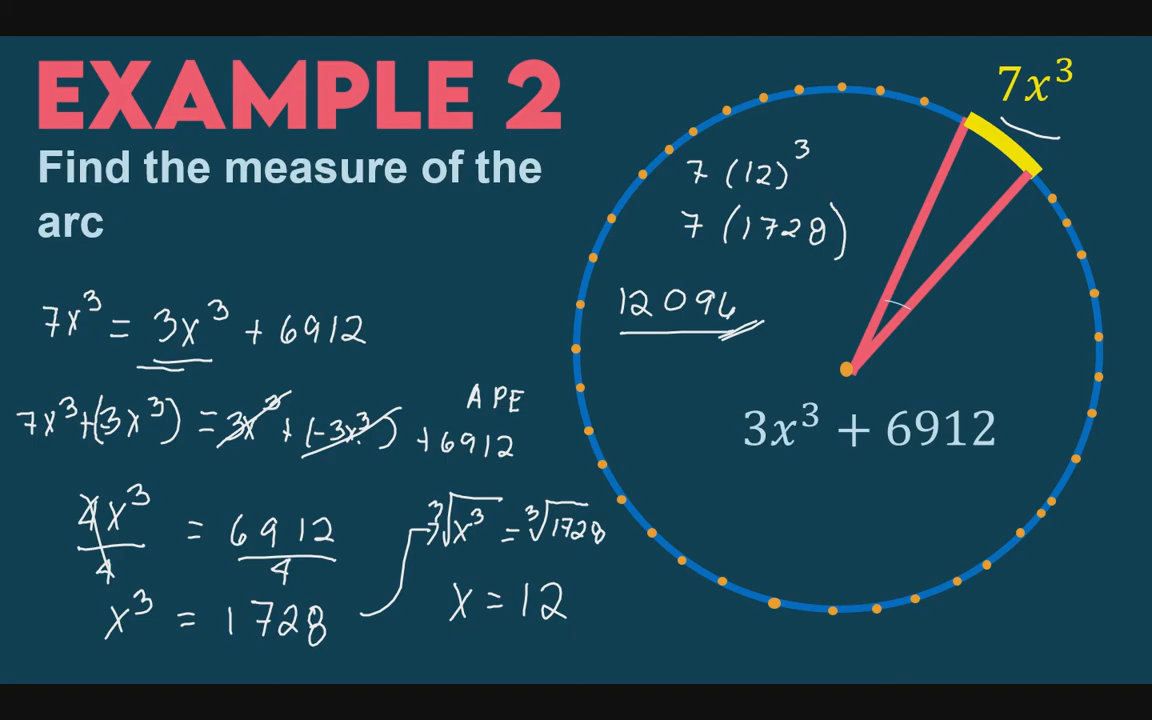 EXAMPLE 2
Find the measure of the
arc
7x³ = 3x³ + 6912
7x³+(-3x³) = 3x³ + (-3x³) + 6912
APE
4x³ = 6912
4 4
x³ = 1728
∛x³ = ∛1728
x = 12
7x³
7(12)³
7(1728)
12096
3x³ + 6912